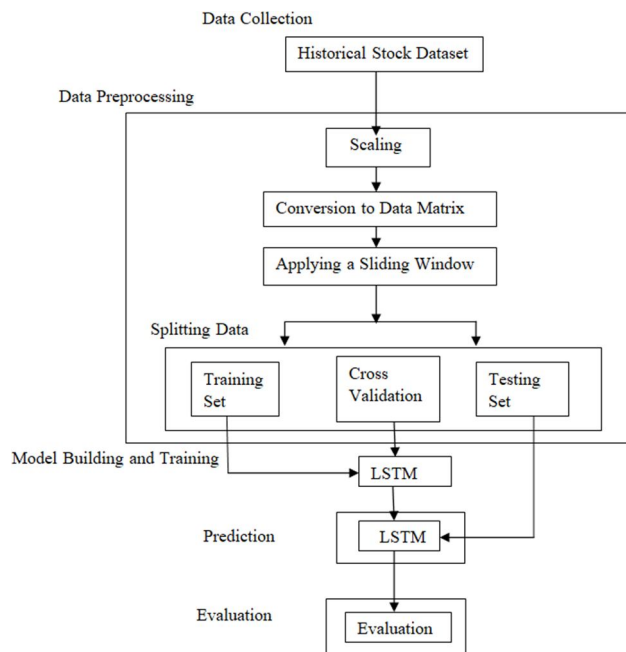 Data Collection
Historical Stock Dataset
Data Preprocessing
Scaling
Conversion to Data Matrix
Applying a Sliding Window
Splitting Data
Training
Set
Cross
Validation
Testing
Set
Model Building and Training
LSTM
Prediction
LSTM
Evaluation
Evaluation